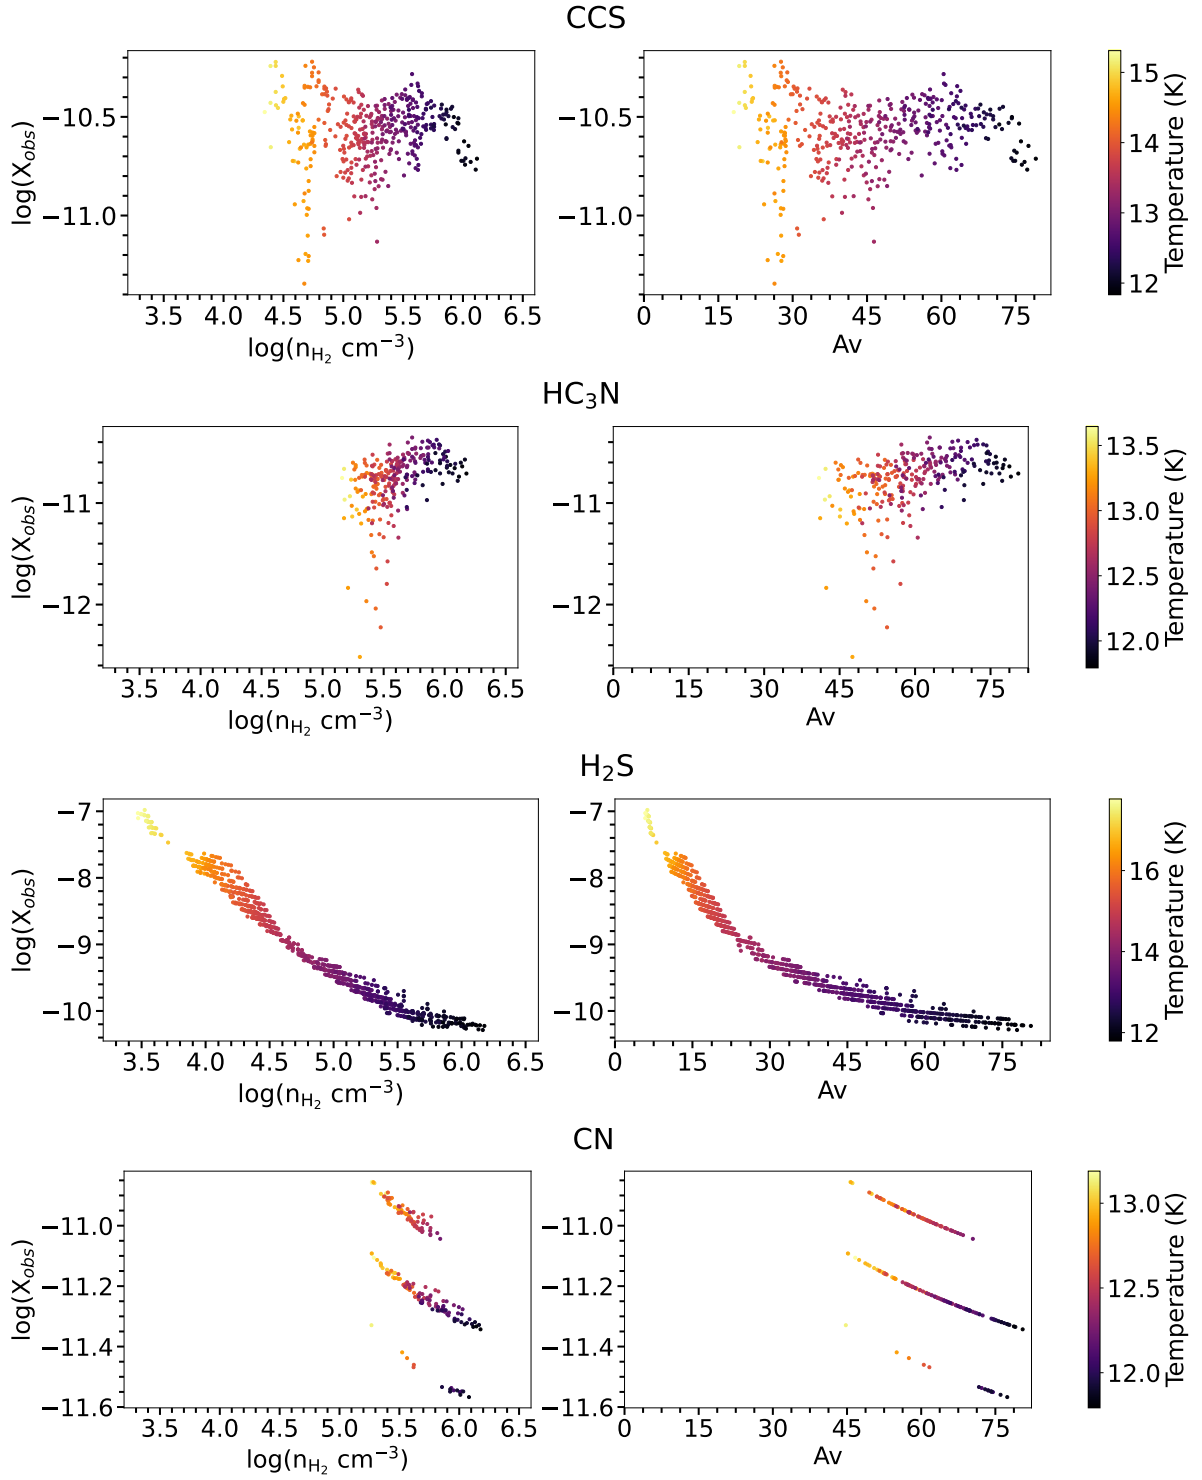 CCS
log(X_obs)
−10.5
−11.0
3.5 4.0 4.5 5.0 5.5 6.0 6.5
log(n_H₂ cm⁻³)
−10.5
−11.0
0 15 30 45 60 75
Av
15
14
13
12
Temperature (K)
HC₃N
log(X_obs)
−11
−12
3.5 4.0 4.5 5.0 5.5 6.0 6.5
log(n_H₂ cm⁻³)
−11
−12
0 15 30 45 60 75
Av
13.5
13.0
12.5
12.0
Temperature (K)
H₂S
log(X_obs)
−7
−8
−9
−10
3.5 4.0 4.5 5.0 5.5 6.0 6.5
log(n_H₂ cm⁻³)
−7
−8
−9
−10
0 15 30 45 60 75
Av
16
14
12
Temperature (K)
CN
log(X_obs)
−11.0
−11.2
−11.4
−11.6
3.5 4.0 4.5 5.0 5.5 6.0 6.5
log(n_H₂ cm⁻³)
−11.0
−11.2
−11.4
−11.6
0 15 30 45 60 75
Av
13.0
12.5
12.0
Temperature (K)